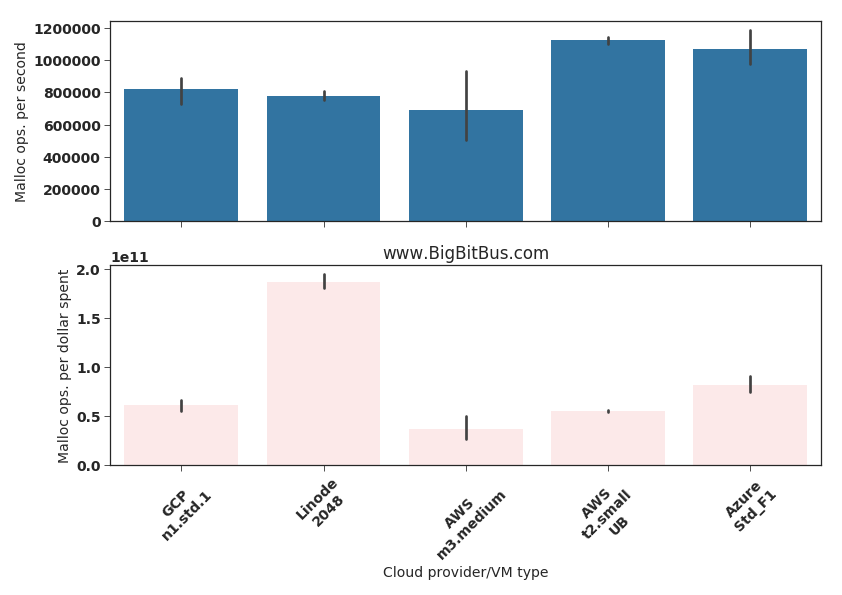 1200000
1000000
800000
600000
400000
200000
0
Malloc ops. per second
www.BigBitBus.com
1e11
2.0
1.5
1.0
0.5
0.0
Malloc ops. per dollar spent
GCP
n1.std.1
Linode
2048
AWS
m3.medium
AWS
t2.small
UB
Azure
Std_F1
Cloud provider/VM type